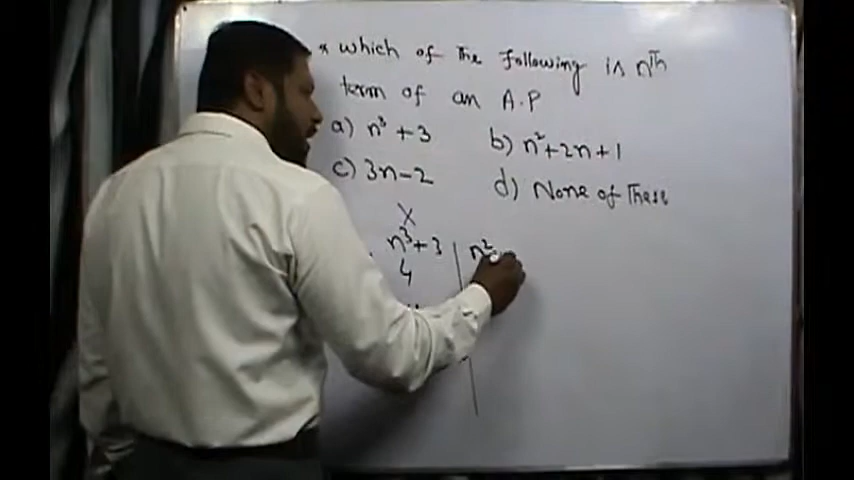 * which of the following is nTh
term of an A.P
a) n³ + 3 b) n² + 2n + 1
c) 3n - 2 d) None of These
X
n³ + 3 n²
4